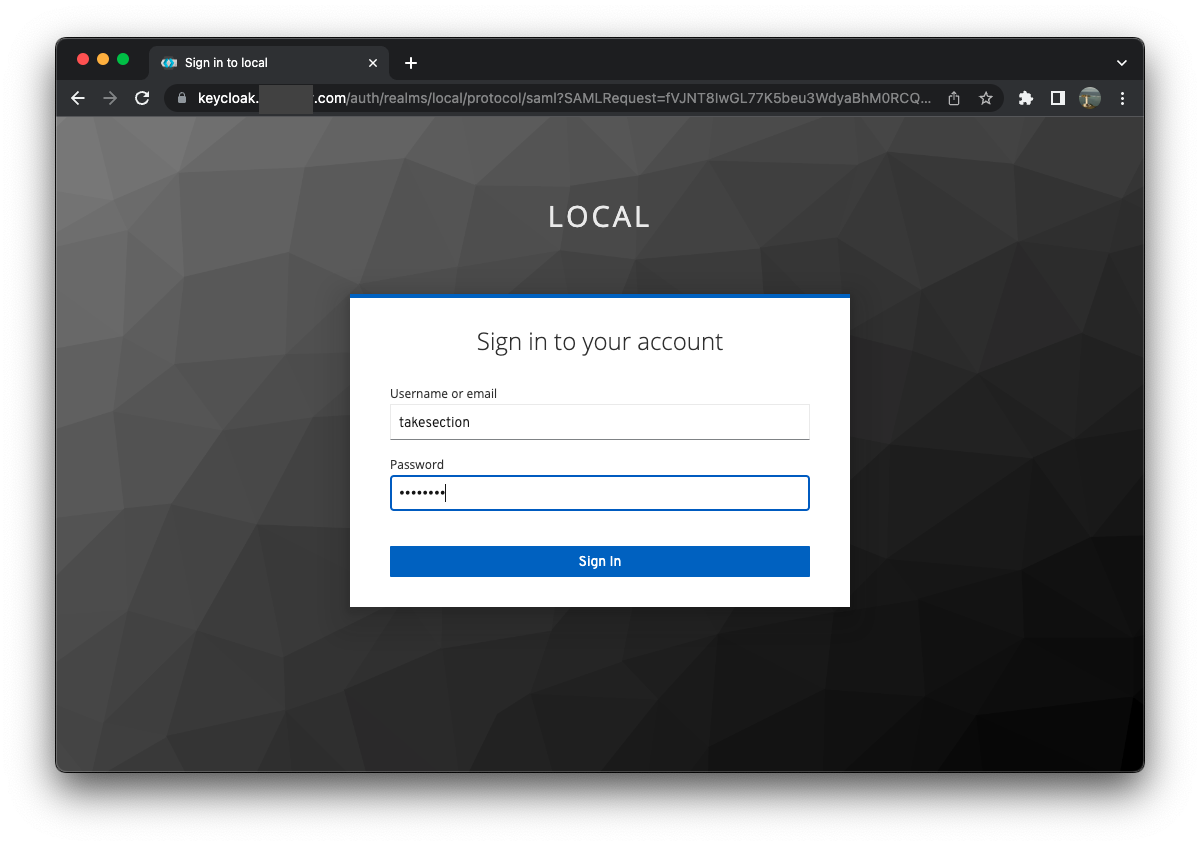 Sign in to local
keycloak. .com/auth/realms/local/protocol/saml?SAMLRequest=fVJNT8IwGL77K5beu3WdyaBhM0RCQ...
LOCAL
Sign in to your account
Username or email
takesection
Password
••••••••
Sign In